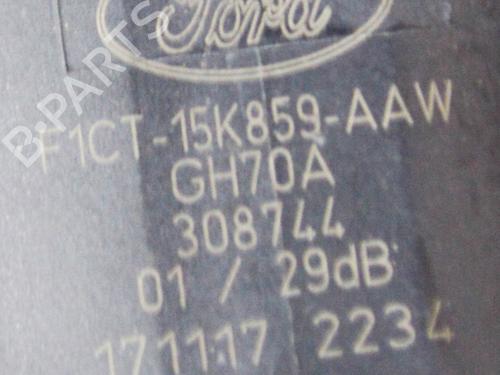 Ford
F1CT-15K859-AAW
GH70A
308744
01 / 29dB
171117 2234
B-PARTS